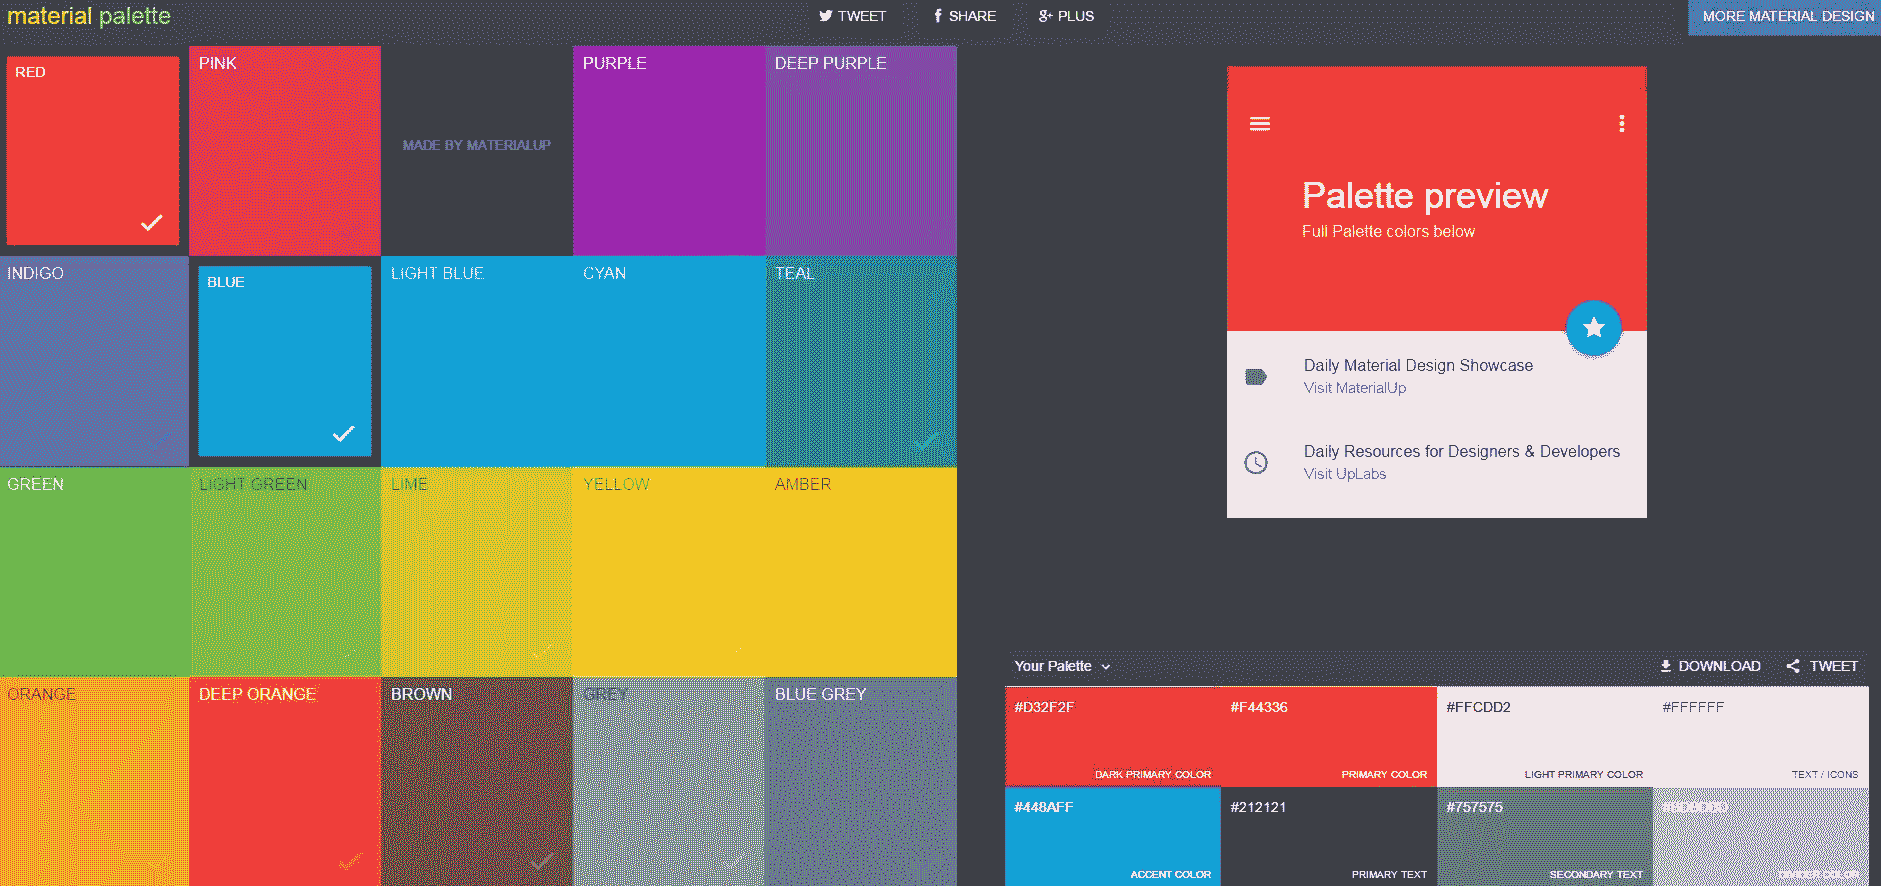 material palette
TWEET
SHARE
PLUS
MORE MATERIAL DESIGN
RED
PINK
MADE BY MATERIALUP
PURPLE
DEEP PURPLE
INDIGO
BLUE
LIGHT BLUE
CYAN
TEAL
GREEN
LIGHT GREEN
LIME
YELLOW
AMBER
ORANGE
DEEP ORANGE
BROWN
GREY
BLUE GREY
Palette preview
Full Palette colors below
Daily Material Design Showcase
Visit MaterialUp
Daily Resources for Designers & Developers
Visit UpLabs
Your Palette
DOWNLOAD
TWEET
#D32F2F
DARK PRIMARY COLOR
#F44336
PRIMARY COLOR
#FFCDD2
LIGHT PRIMARY COLOR
#FFFFFF
TEXT / ICONS
#448AFF
ACCENT COLOR
#212121
PRIMARY TEXT
#757575
SECONDARY TEXT
DIVIDER COLOR